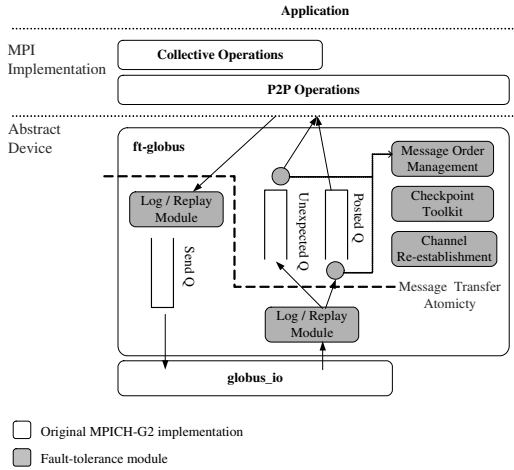 Application
MPI
Implementation
Collective Operations
P2P Operations
Abstract
Device
ft-globus
Message Order
Management
Log / Replay
Module
Unexpected Q
Posted Q
Checkpoint
Toolkit
Send Q
Channel
Re-establishment
Message Transfer
Atomicty
Log / Replay
Module
globus_io
Original MPICH-G2 implementation
Fault-tolerance module